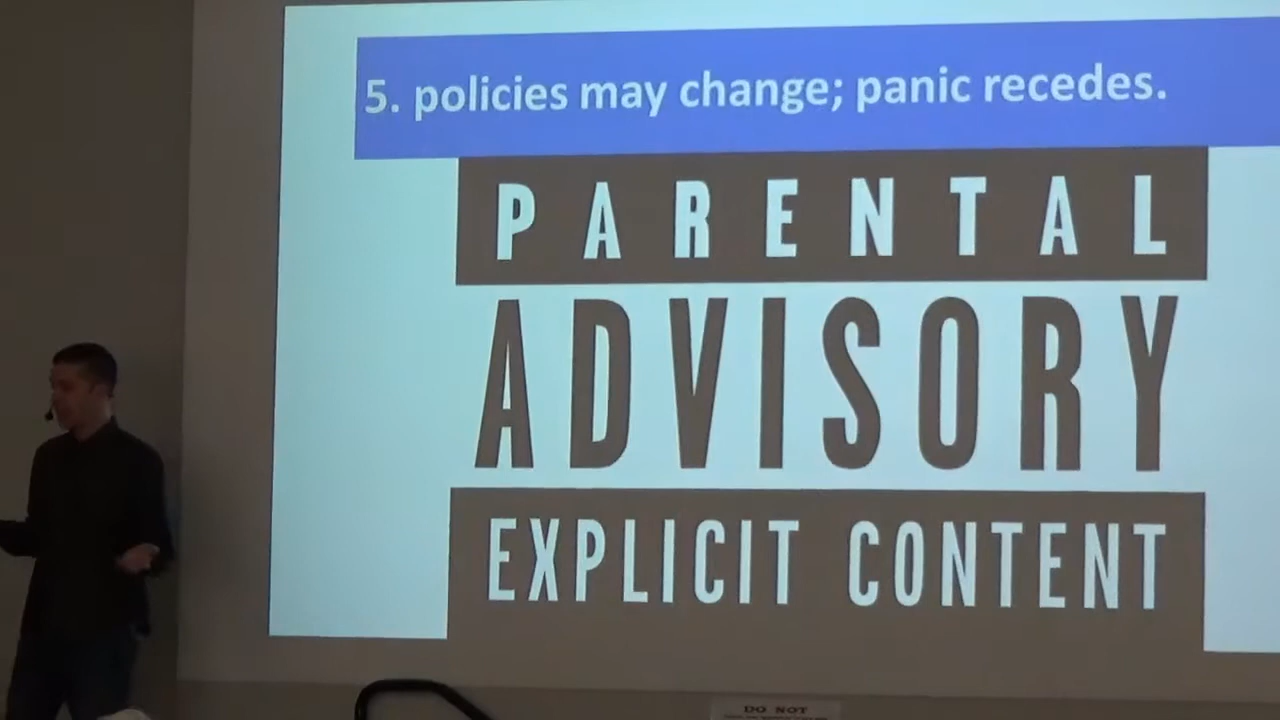 5. policies may change; panic recedes.
PARENTAL
ADVISORY
EXPLICIT CONTENT
DO NOT